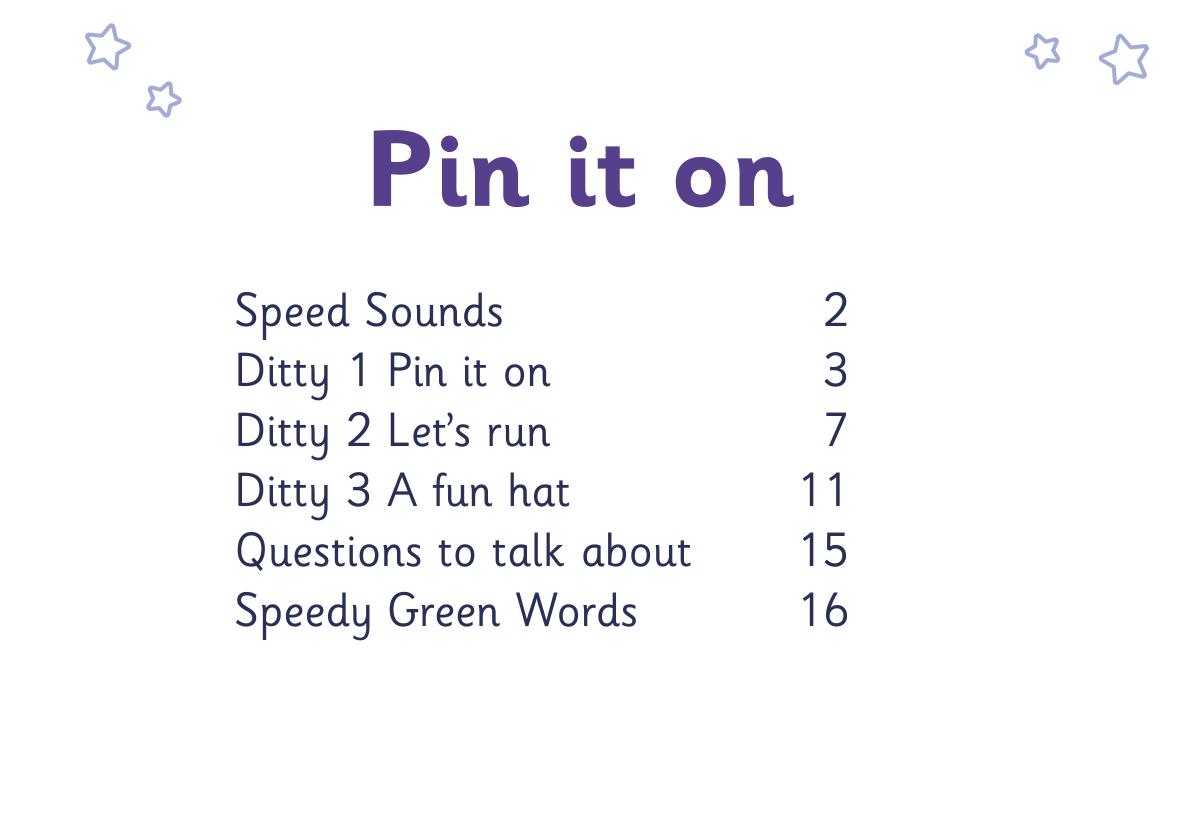 Pin it on
Speed Sounds 2
Ditty 1 Pin it on 3
Ditty 2 Let’s run 7
Ditty 3 A fun hat 11
Questions to talk about 15
Speedy Green Words 16